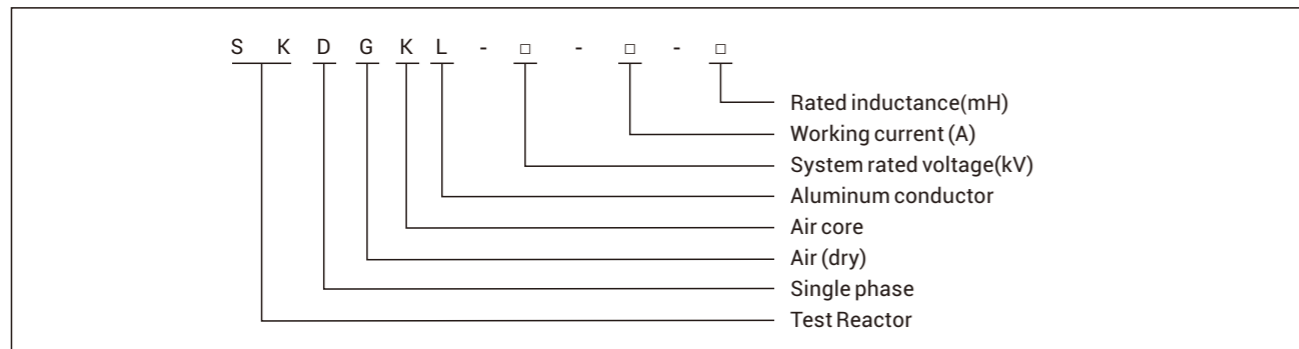 S K D G K L - □ - □ - □
Rated inductance(mH)
Working current (A)
System rated voltage(kV)
Aluminum conductor
Air core
Air (dry)
Single phase
Test Reactor